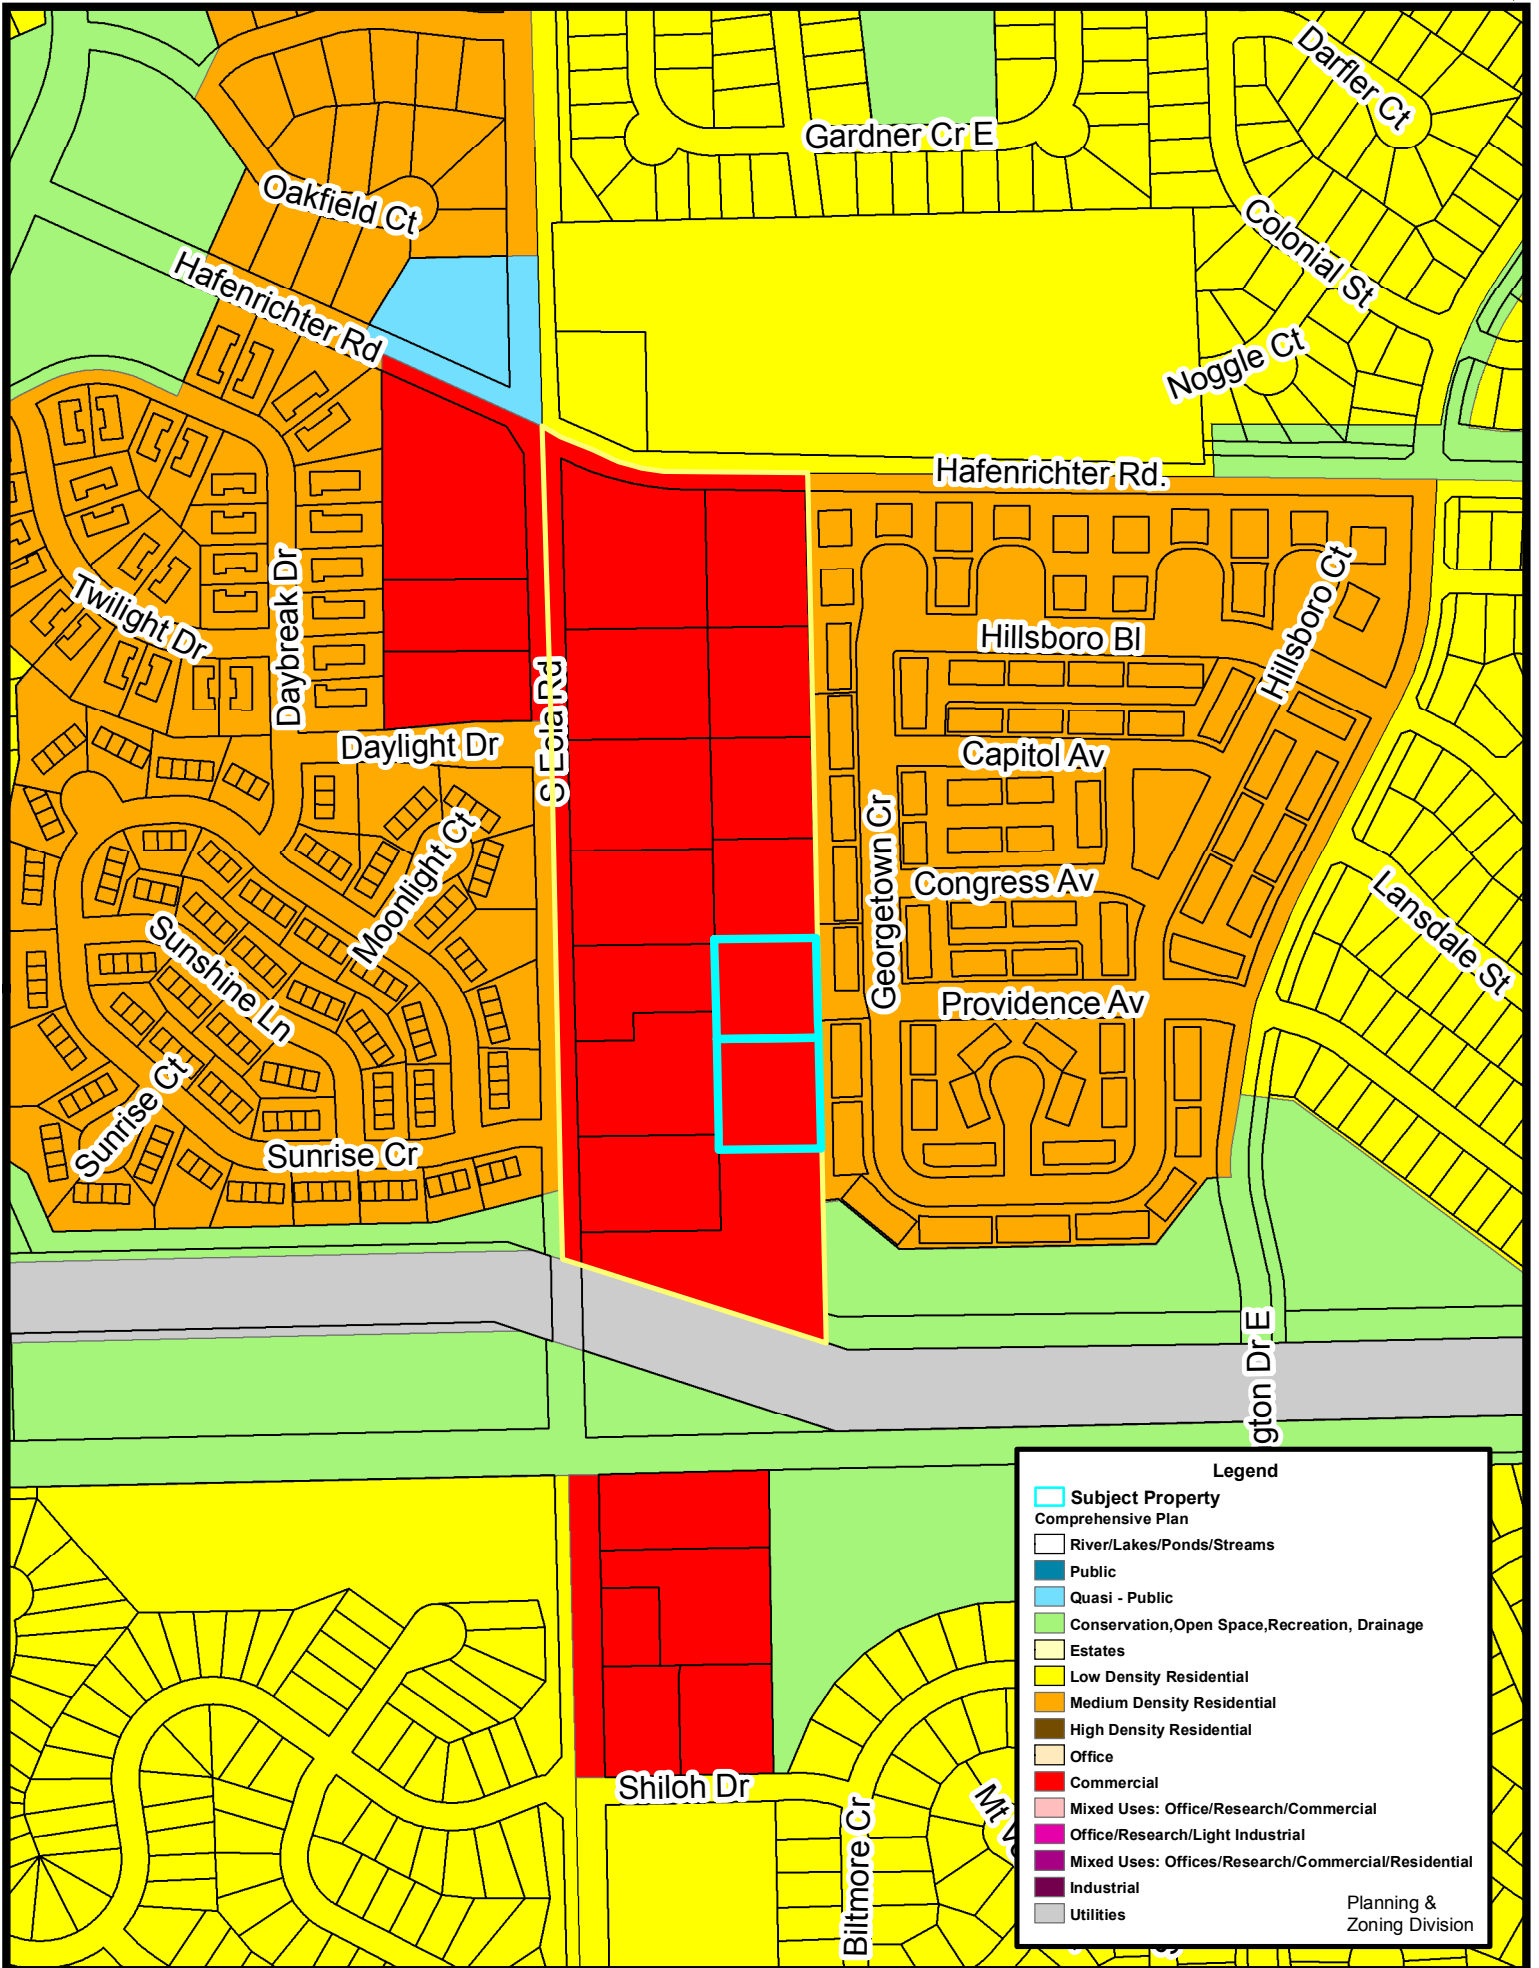 Darfler Ct
Gardner Cr E
Oakfield Ct
Colonial St
Hafenrichter Rd
Noggle Ct
Hafenrichter Rd.
Twilight Dr
Daybreak Dr
Hillsboro Bl
Hillsboro Ct
S Eola Rd
Daylight Dr
Capitol Av
Moonlight Ct
Georgetown Cr
Congress Av
Lansdale St
Sunshine Ln
Providence Av
Sunrise Ct
Sunrise Cr
gton Dr E
Legend
Subject Property
Comprehensive Plan
River/Lakes/Ponds/Streams
Public
Quasi - Public
Conservation,Open Space,Recreation, Drainage
Estates
Low Density Residential
Medium Density Residential
High Density Residential
Office
Commercial
Mixed Uses: Office/Research/Commercial
Office/Research/Light Industrial
Mixed Uses: Offices/Research/Commercial/Residential
Industrial
Utilities
Planning &
Zoning Division
Shiloh Dr
Biltmore Cr
Mt